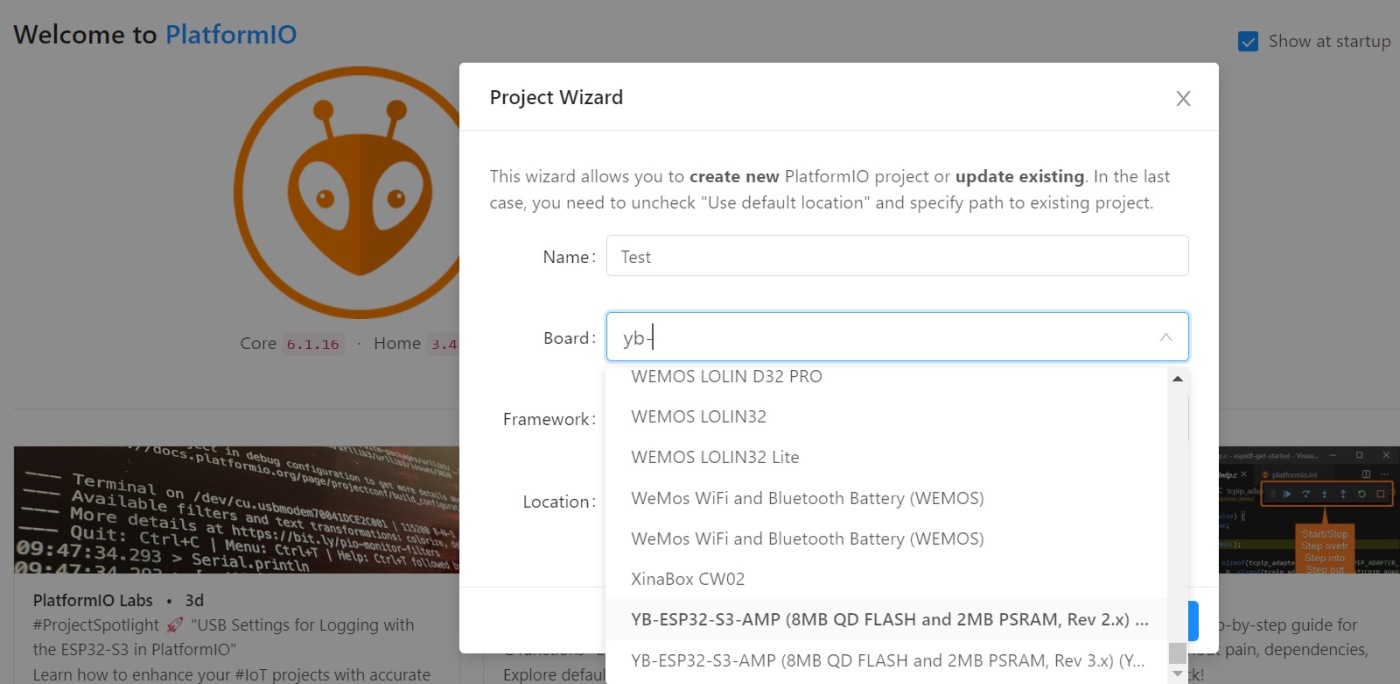 Welcome to PlatformIO
Show at startup
Project Wizard
This wizard allows you to create new PlatformIO project or update existing. In the last
case, you need to uncheck "Use default location" and specify path to existing project.
Name: Test
Core 6.1.16 · Home 3.4
Board: yb-
WEMOS LOLIN D32 PRO
Framework:
WEMOS LOLIN32
WEMOS LOLIN32 Lite
Location:
WeMos WiFi and Bluetooth Battery (WEMOS)
WeMos WiFi and Bluetooth Battery (WEMOS)
XinaBox CW02
YB-ESP32-S3-AMP (8MB QD FLASH and 2MB PSRAM, Rev 2.x) ...
YB-ESP32-S3-AMP (8MB QD FLASH and 2MB PSRAM, Rev 3.x) (Y...
--- Terminal on /dev/cu.usbmodem70041DCE2C001 | 115200 8-N-1
--- Available filters and text transformations: colorize,
--- More details at https://bit.ly/pio-monitor-filters
--- Quit: Ctrl+C | Menu: Ctrl+T | Help: Ctrl+T followed
09:47:34.293 > Serial.println
PlatformIO Labs • 3d
#ProjectSpotlight 🚀 "USB Settings for Logging with
the ESP32-S3 in PlatformIO"
Learn how to enhance your #IoT projects with accurate
Start/Stop
Step overtr
Step into
Step out
platformio.ini
p-by-step guide for
out pain, dependencies,
Explore defaul
ck!